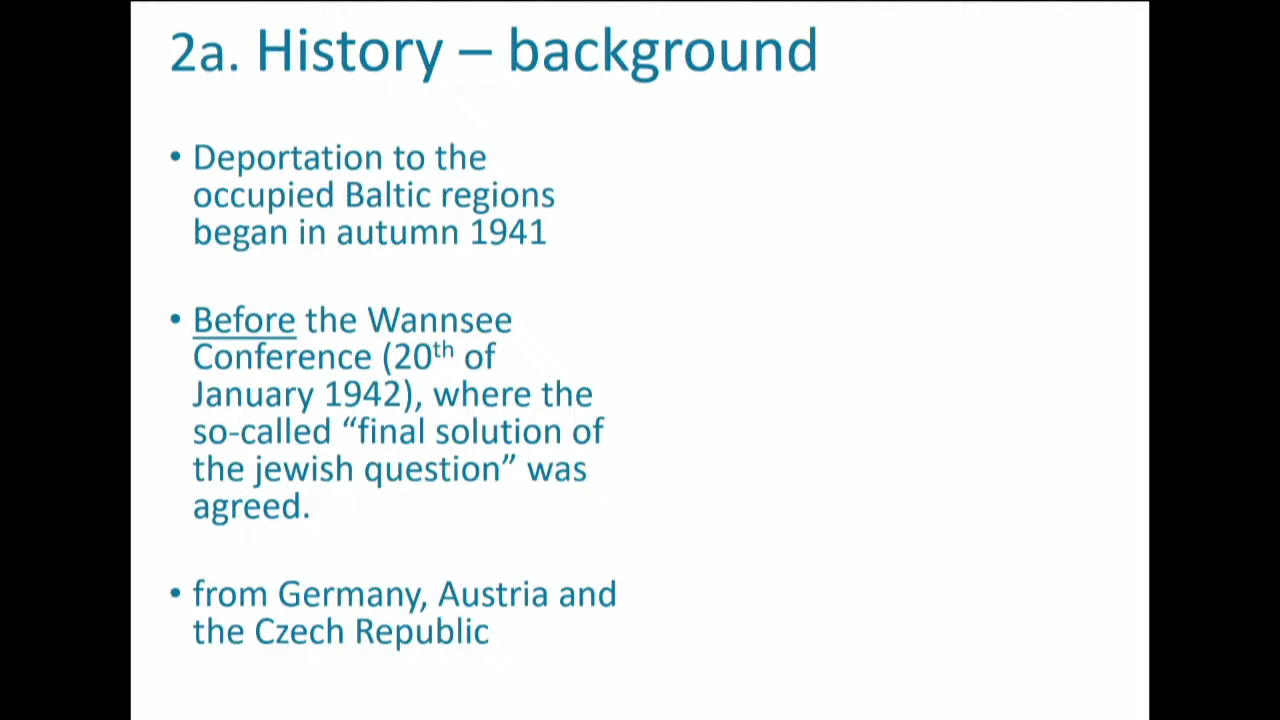 2a. History – background
• Deportation to the
occupied Baltic regions
began in autumn 1941
• Before the Wannsee
Conference (20th of
January 1942), where the
so-called “final solution of
the jewish question” was
agreed.
• from Germany, Austria and
the Czech Republic